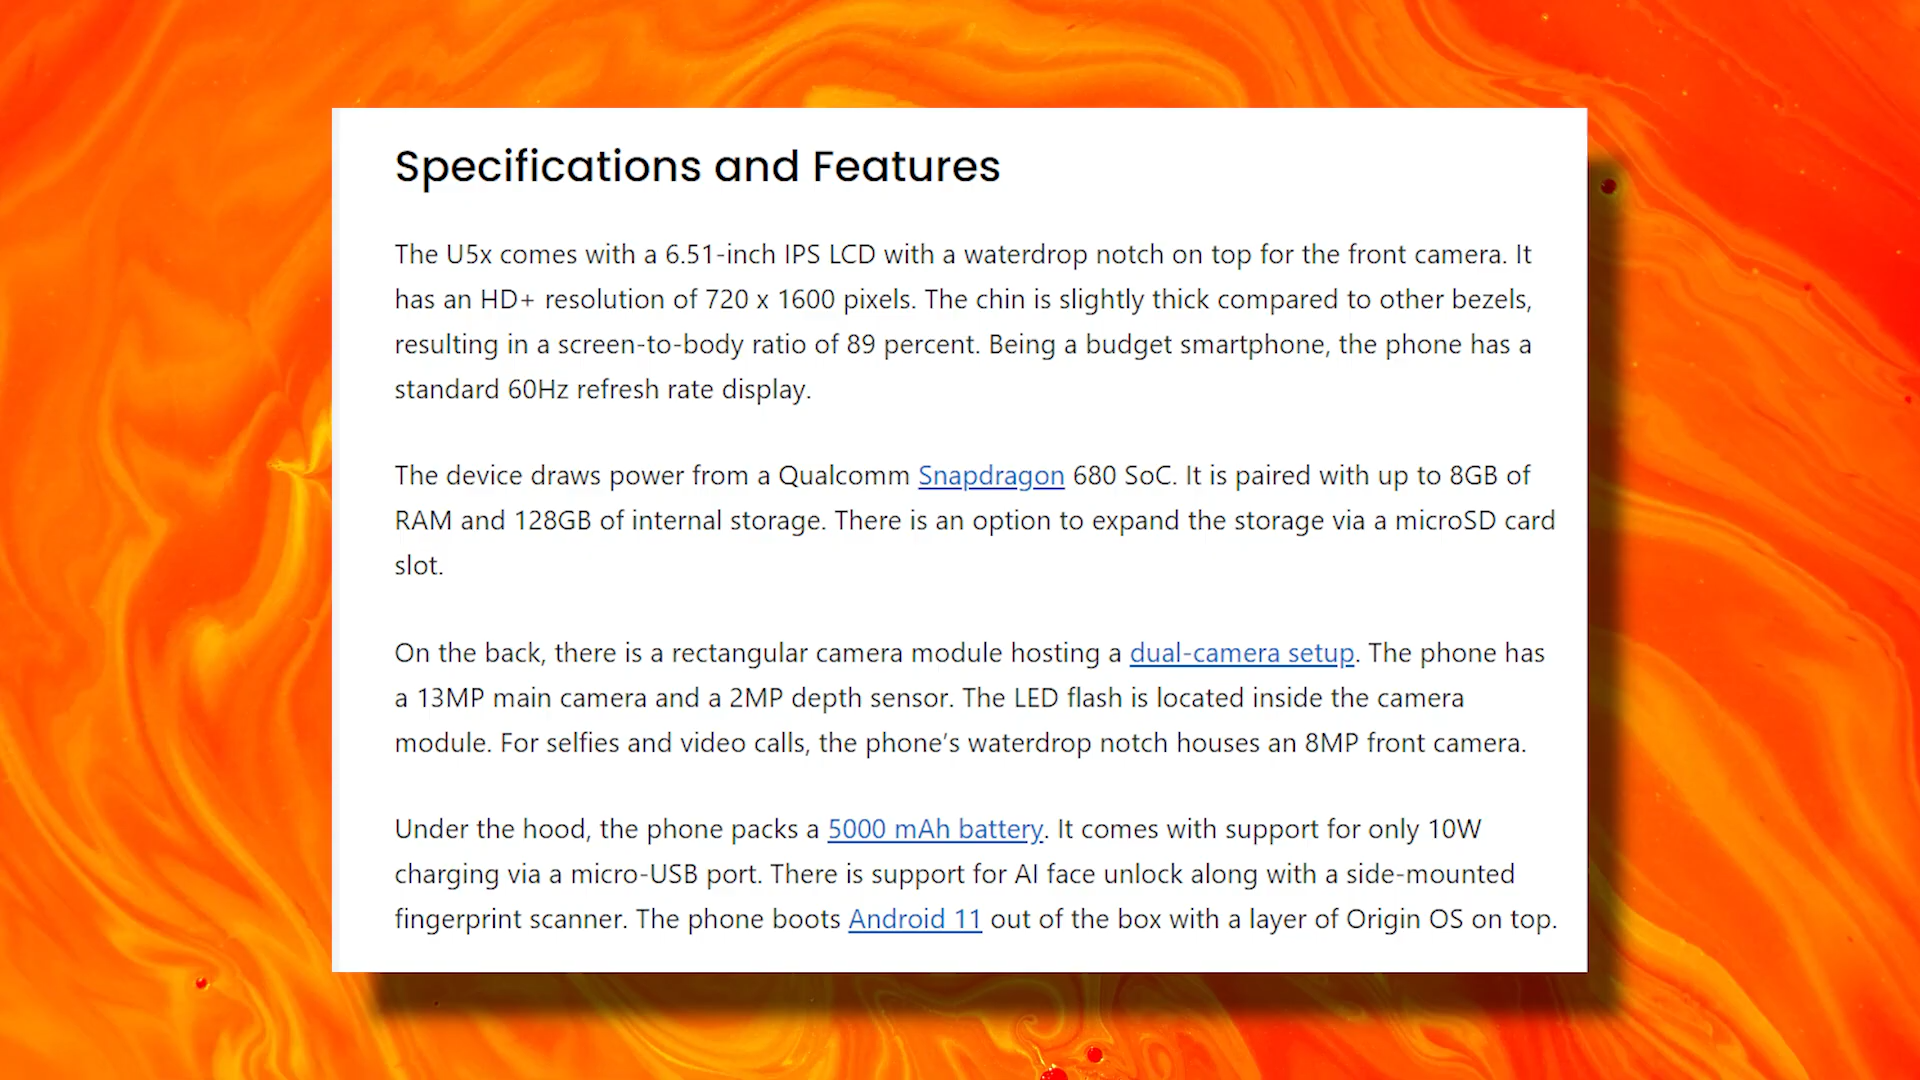 Specifications and Features
The U5x comes with a 6.51-inch IPS LCD with a waterdrop notch on top for the front camera. It
has an HD+ resolution of 720 x 1600 pixels. The chin is slightly thick compared to other bezels,
resulting in a screen-to-body ratio of 89 percent. Being a budget smartphone, the phone has a
standard 60Hz refresh rate display.
The device draws power from a Qualcomm Snapdragon 680 SoC. It is paired with up to 8GB of
RAM and 128GB of internal storage. There is an option to expand the storage via a microSD card
slot.
On the back, there is a rectangular camera module hosting a dual-camera setup. The phone has
a 13MP main camera and a 2MP depth sensor. The LED flash is located inside the camera
module. For selfies and video calls, the phone’s waterdrop notch houses an 8MP front camera.
Under the hood, the phone packs a 5000 mAh battery. It comes with support for only 10W
charging via a micro-USB port. There is support for AI face unlock along with a side-mounted
fingerprint scanner. The phone boots Android 11 out of the box with a layer of Origin OS on top.